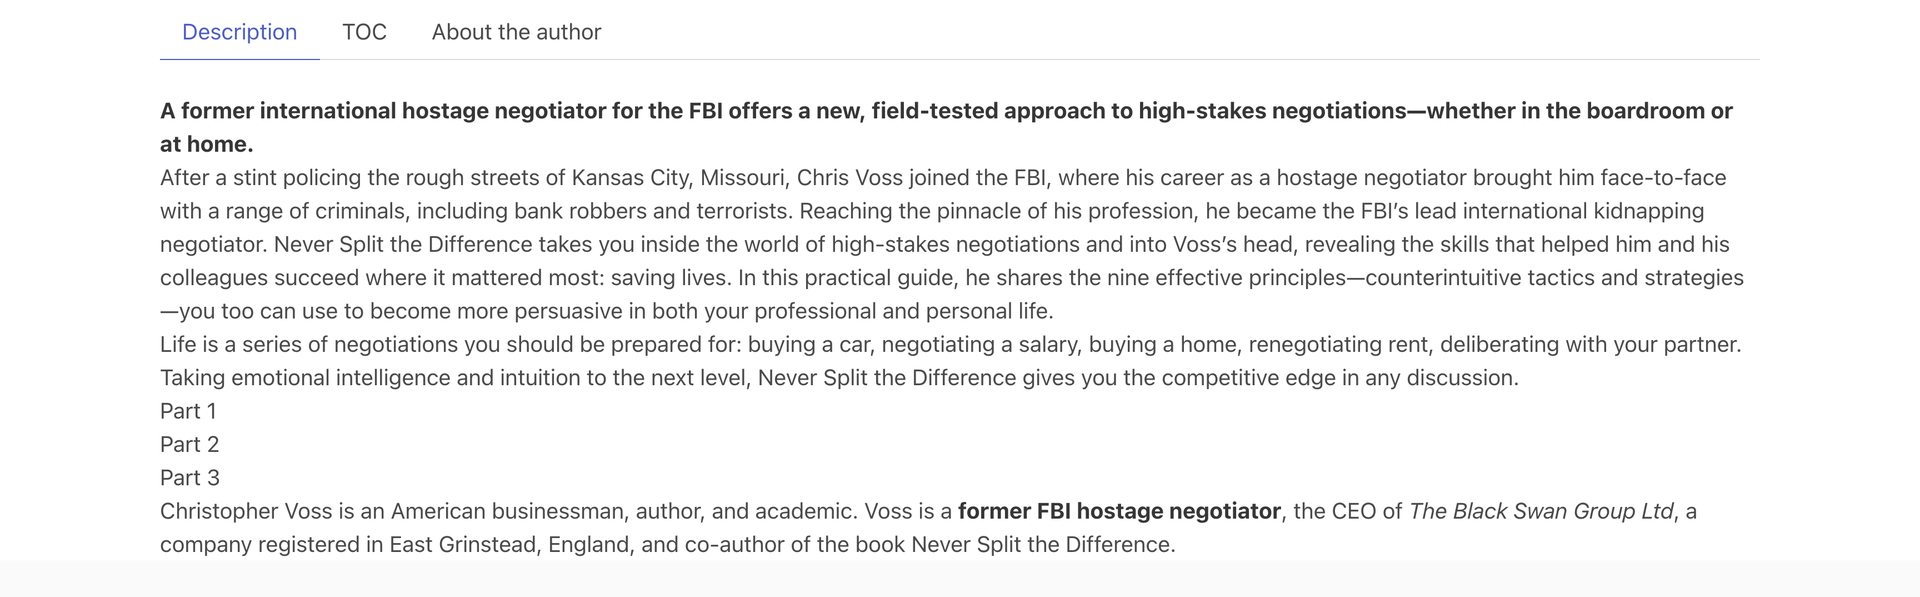 Description TOC About the author
A former international hostage negotiator for the FBI offers a new, field-tested approach to high-stakes negotiations—whether in the boardroom or
at home.
After a stint policing the rough streets of Kansas City, Missouri, Chris Voss joined the FBI, where his career as a hostage negotiator brought him face-to-face
with a range of criminals, including bank robbers and terrorists. Reaching the pinnacle of his profession, he became the FBI’s lead international kidnapping
negotiator. Never Split the Difference takes you inside the world of high-stakes negotiations and into Voss’s head, revealing the skills that helped him and his
colleagues succeed where it mattered most: saving lives. In this practical guide, he shares the nine effective principles—counterintuitive tactics and strategies
—you too can use to become more persuasive in both your professional and personal life.
Life is a series of negotiations you should be prepared for: buying a car, negotiating a salary, buying a home, renegotiating rent, deliberating with your partner.
Taking emotional intelligence and intuition to the next level, Never Split the Difference gives you the competitive edge in any discussion.
Part 1
Part 2
Part 3
Christopher Voss is an American businessman, author, and academic. Voss is a former FBI hostage negotiator, the CEO of The Black Swan Group Ltd, a
company registered in East Grinstead, England, and co-author of the book Never Split the Difference.